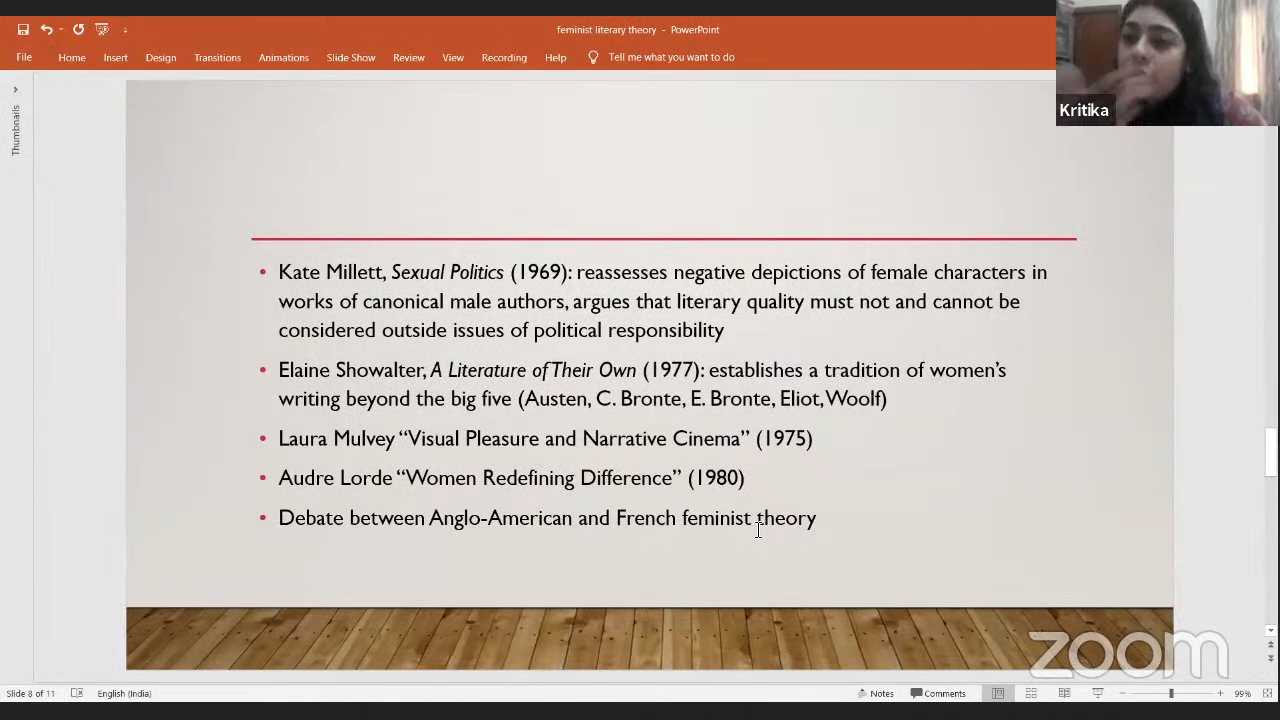 feminist literary theory - PowerPoint
File Home Insert Design Transitions Animations Slide Show Review View Recording Help Tell me what you want to do
Kritika
Thumbnails
• Kate Millett, Sexual Politics (1969): reassesses negative depictions of female characters in
works of canonical male authors, argues that literary quality must not and cannot be
considered outside issues of political responsibility
• Elaine Showalter, A Literature of Their Own (1977): establishes a tradition of women's
writing beyond the big five (Austen, C. Bronte, E. Bronte, Eliot, Woolf)
• Laura Mulvey “Visual Pleasure and Narrative Cinema” (1975)
• Audre Lorde “Women Redefining Difference” (1980)
• Debate between Anglo-American and French feminist theory
zoom
Slide 8 of 11 English (India) Notes Comments 99%